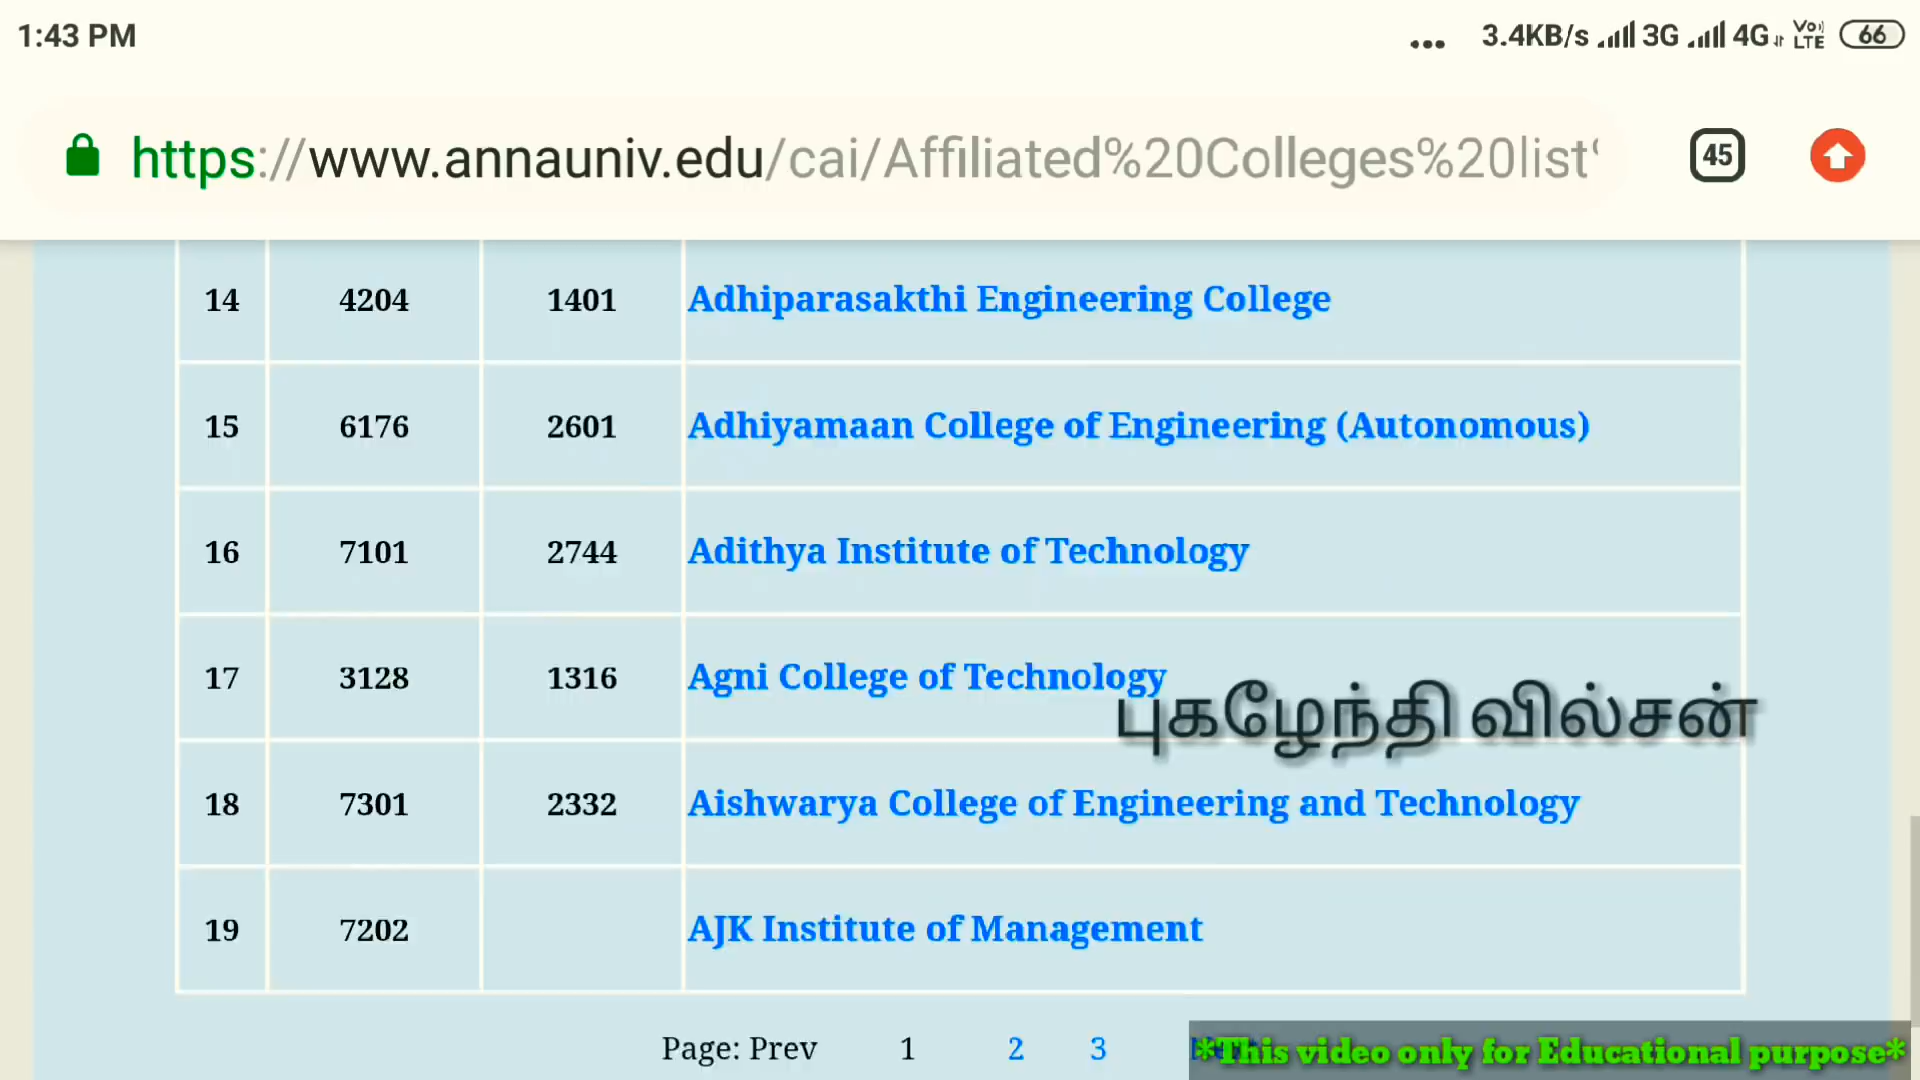 1:43 PM ... 3.4KB/s 3G 4G Vo) LTE 66
https://www.annauniv.edu/cai/Affiliated%20Colleges%20list 45
14 4204 1401 Adhiparasakthi Engineering College
15 6176 2601 Adhiyamaan College of Engineering (Autonomous)
16 7101 2744 Adithya Institute of Technology
17 3128 1316 Agni College of Technology
புகழேந்தி வில்சன்
18 7301 2332 Aishwarya College of Engineering and Technology
19 7202 AJK Institute of Management
Page: Prev 1 2 3
*This video only for Educational purpose*